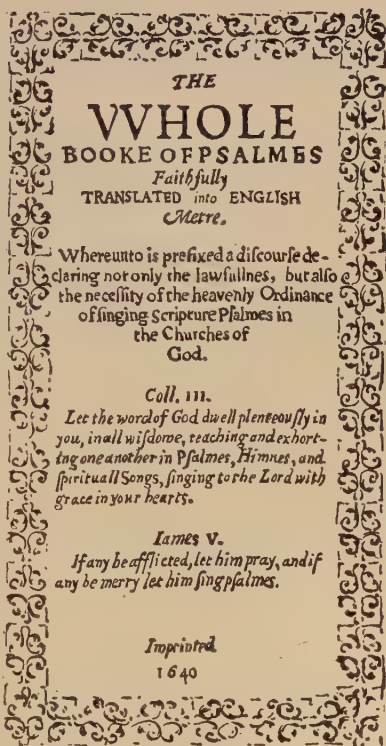 THE
VVHOLE
BOOKE OF PSALMES
Faithfully
TRANSLATED into ENGLISH
Metre.
Whereunto is prefixed a discourse de-
claring not only the lawfullnes, but also
the necessity of the heavenly Ordinance
of singing Scripture Psalmes in
the Churches of
God.
Coll. III.
Let the word of God dwell plenteously in
you, in all wisdome, teaching and exhort-
ing one another in Psalmes, Himnes, and
spirituall Songs, singing to the Lord with
grace in your hearts.
Iames V.
If any be afflicted, let him pray, and if
any be merry let him sing psalmes.
Imprinted
1640